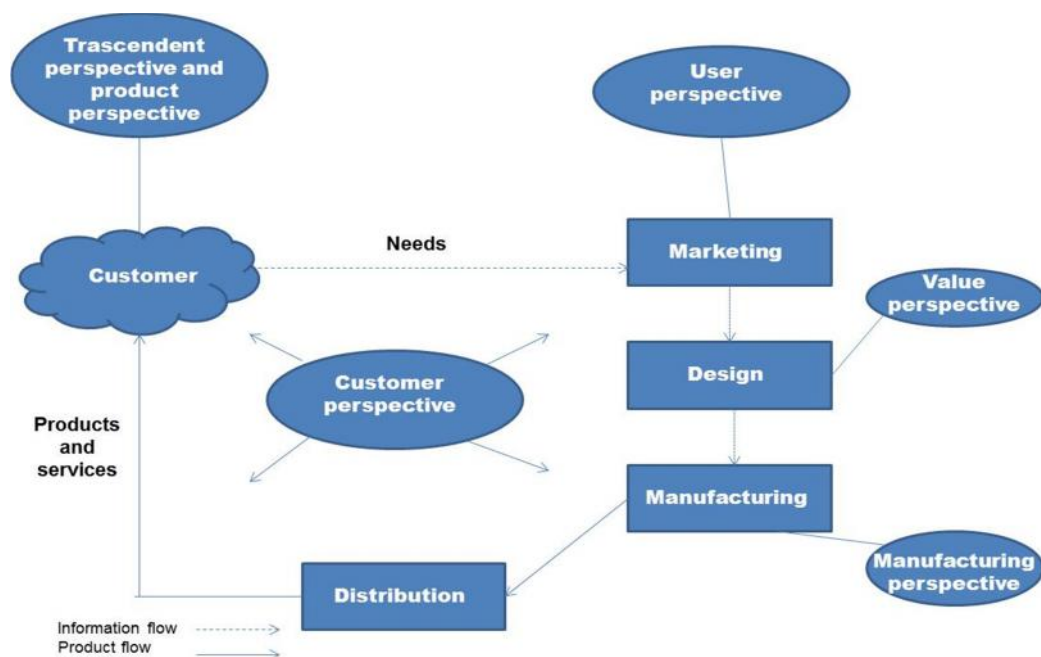 Trascendent
perspective and
product
perspective
User
perspective
Needs
Customer
Marketing
Value
perspective
Customer
perspective
Design
Products
and
services
Manufacturing
Manufacturing
perspective
Distribution
Information flow
Product flow